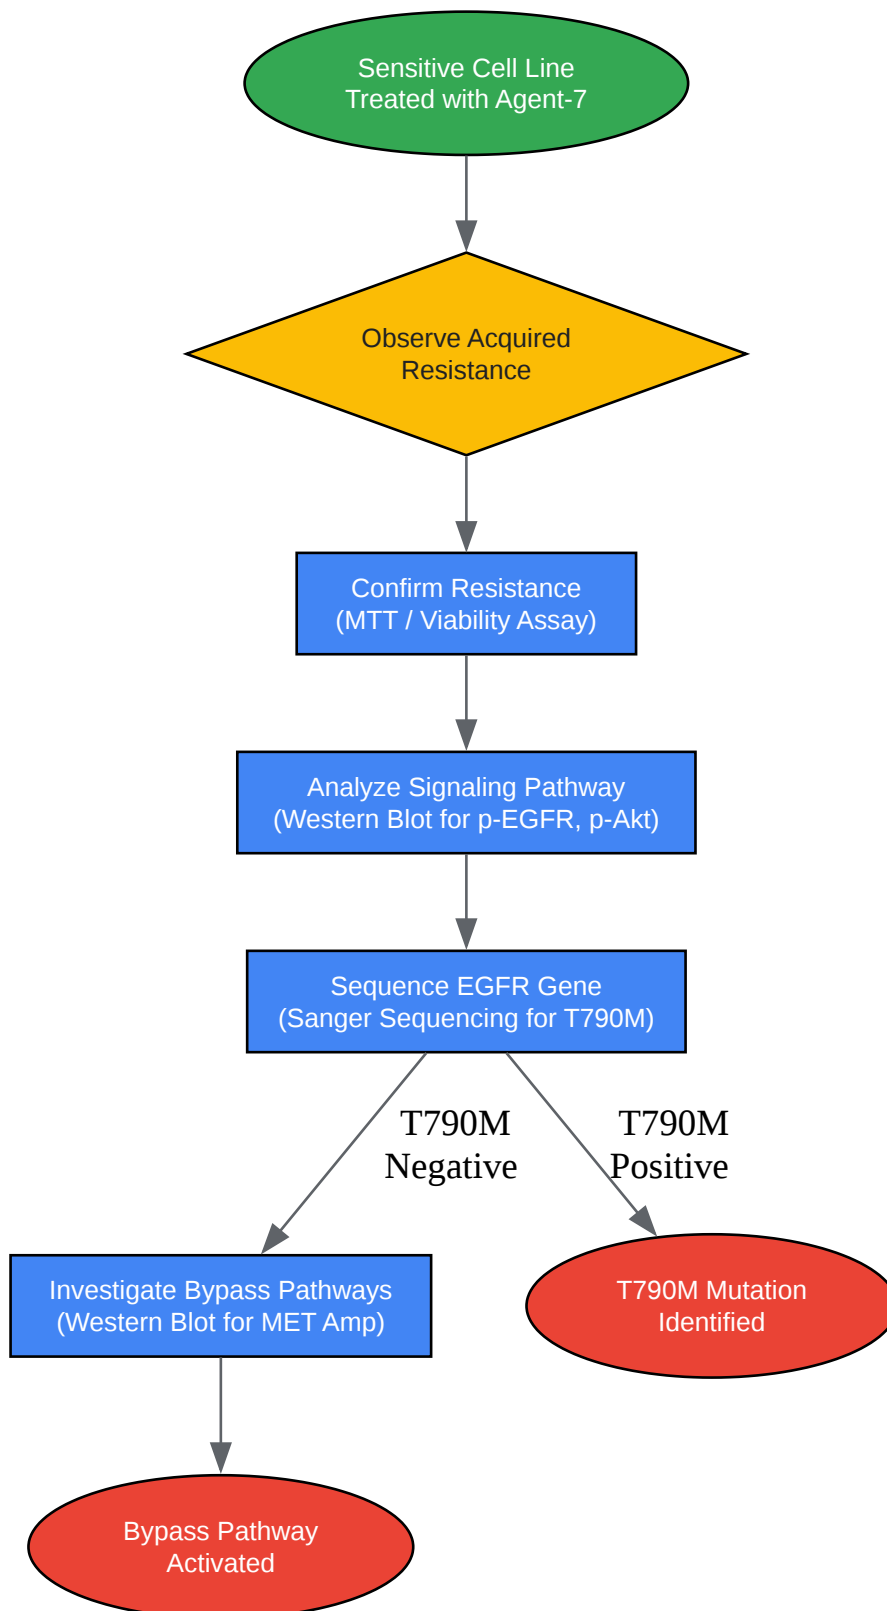 Sensitive Cell Line
Treated with Agent-7
Observe Acquired
Resistance
Confirm Resistance
(MTT / Viability Assay)
Analyze Signaling Pathway
(Western Blot for p-EGFR, p-Akt)
Sequence EGFR Gene
(Sanger Sequencing for T790M)
T790M
Negative
T790M
Positive
Investigate Bypass Pathways
(Western Blot for MET Amp)
T790M Mutation
Identified
Bypass Pathway
Activated